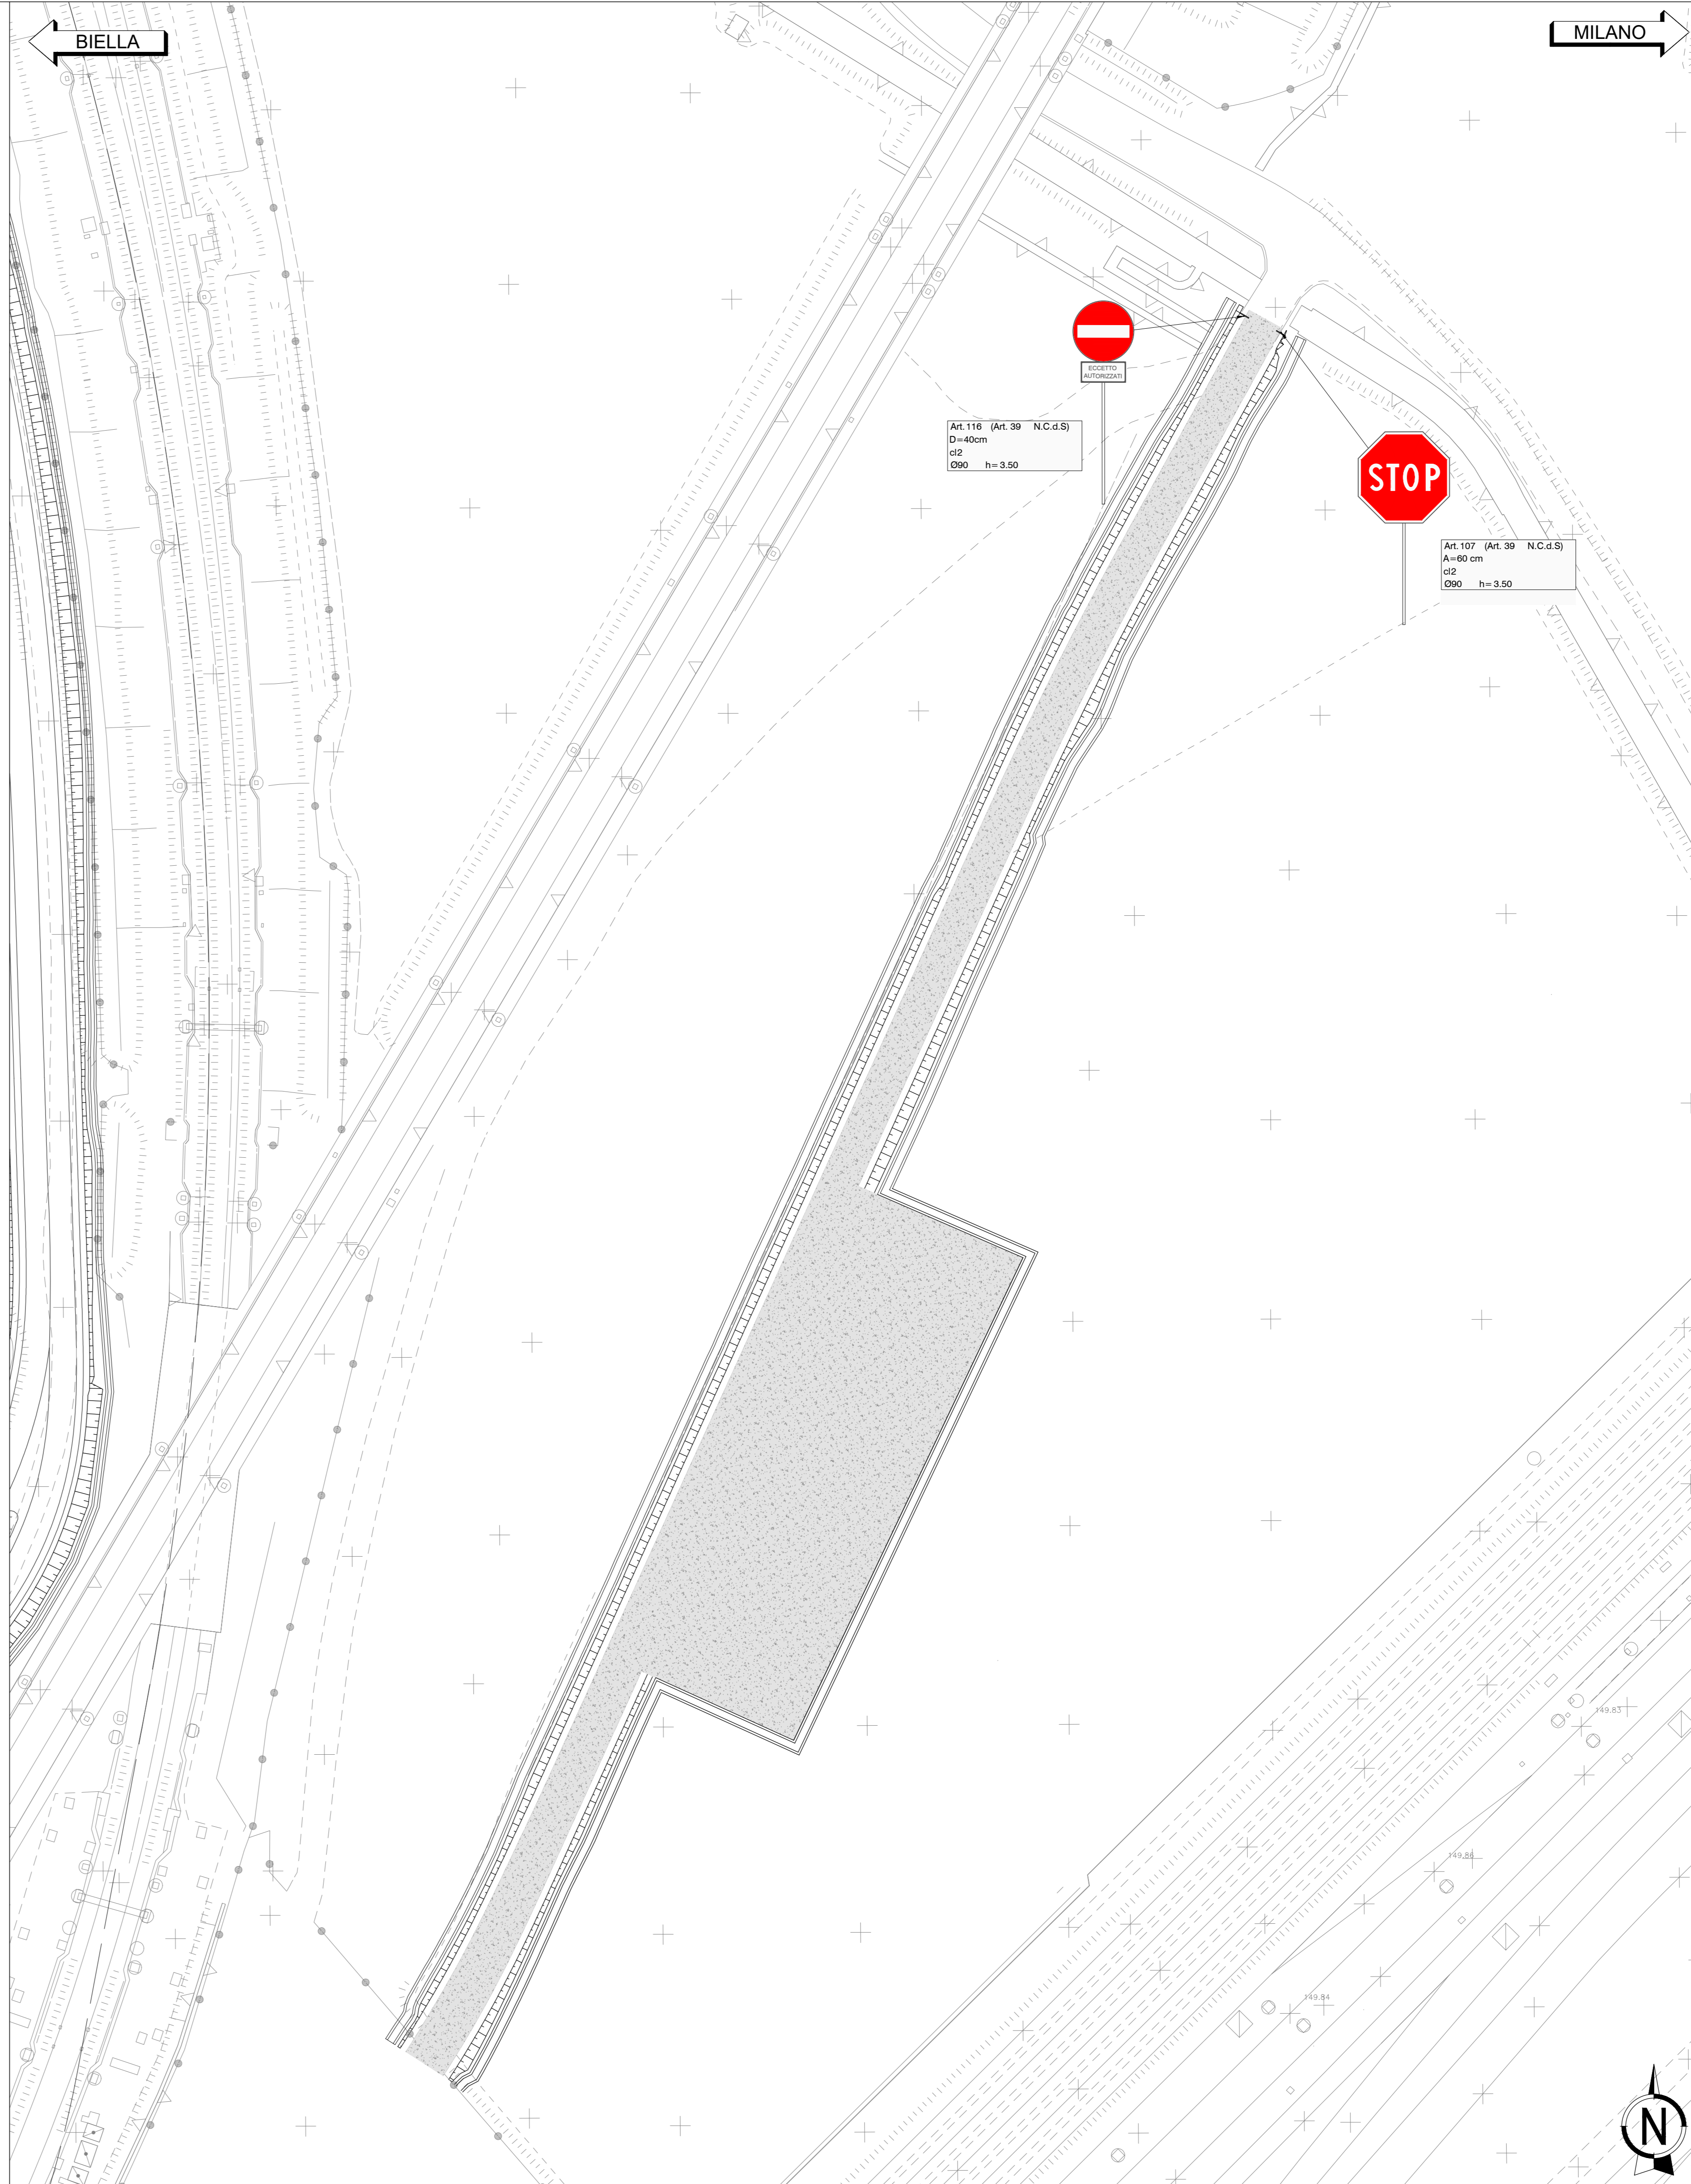 BIELLA
MILANO
ECCETTO
AUTORIZZATI
Art. 116 (Art. 39 N.C.d.S)
D=40cm
cl2
Ø90 h=3.50
STOP
Art.107 (Art. 39 N.C.d.S)
A=60 cm
cl2
Ø90 h=3.50
149.83
149.86
149.84
N